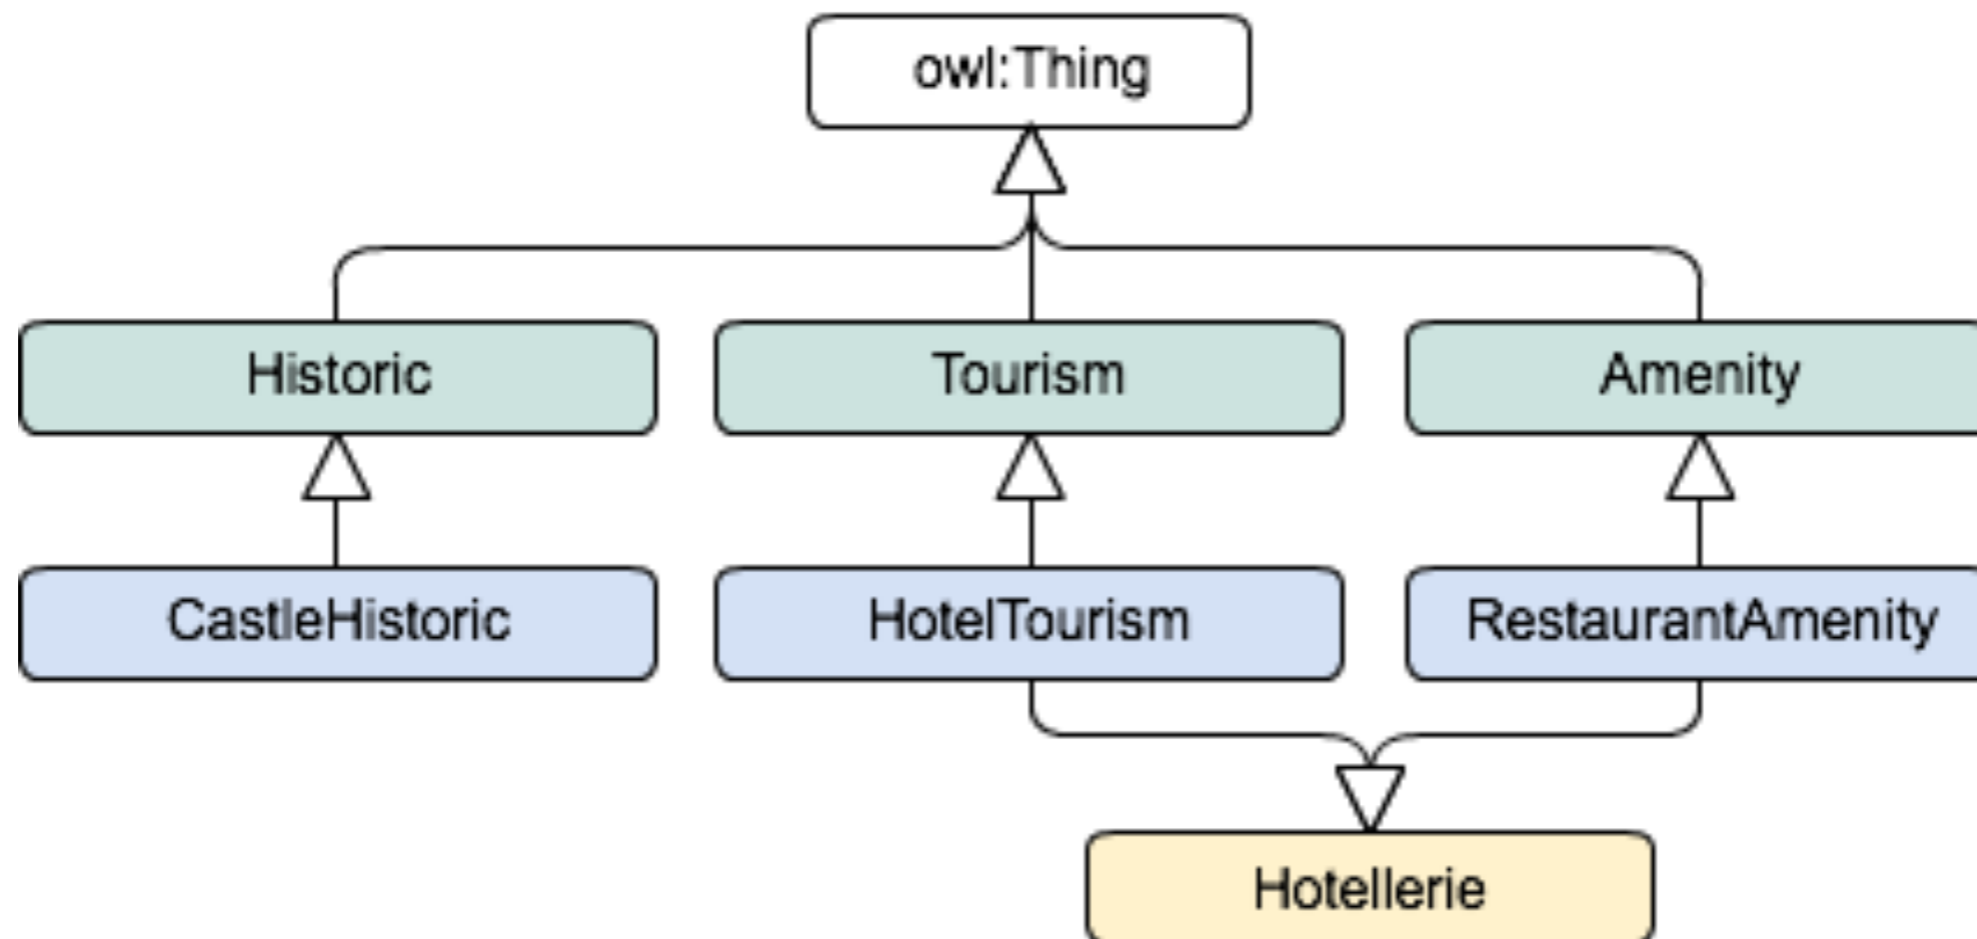 owl:Thing
Historic
Tourism
Amenity
CastleHistoric
HotelTourism
RestaurantAmenity
Hotellerie